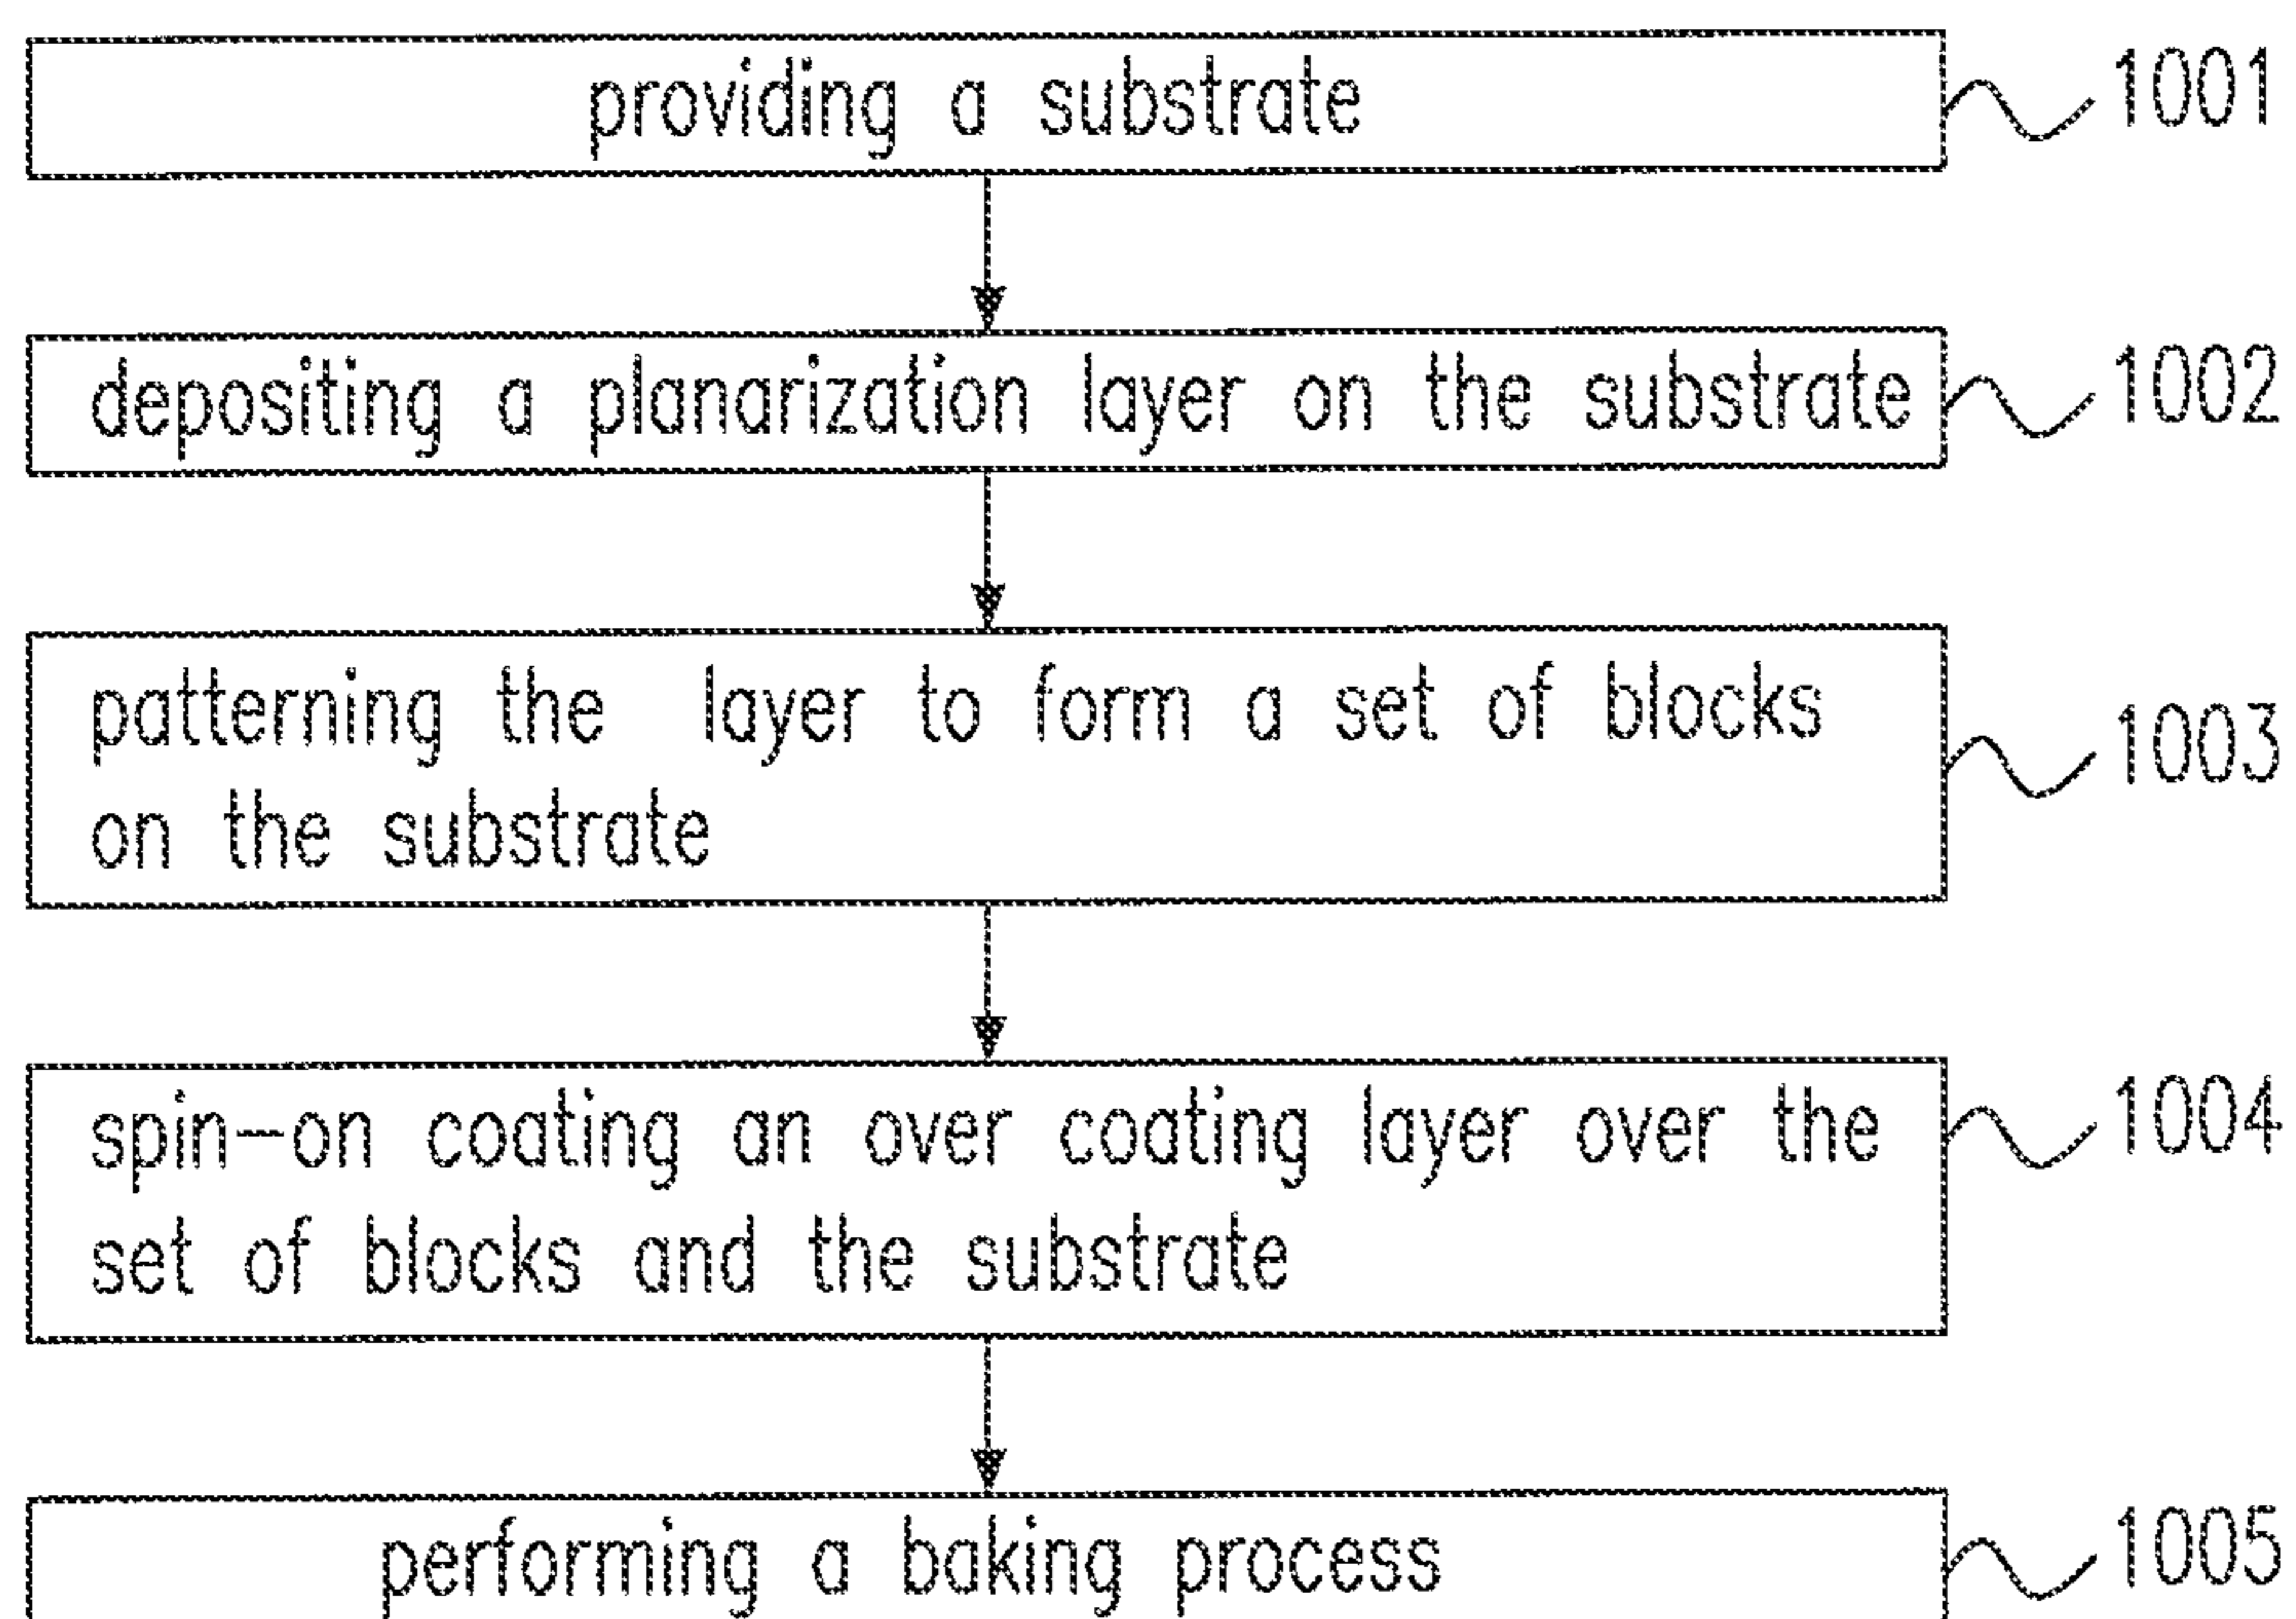 providing a substrate 1001
depositing a planarization layer on the substrate 1002
patterning the layer to form a set of blocks
on the substrate
1003
spin-on coating an over coating layer over the 1004
set of blocks and the substrate
performing a baking process 1005